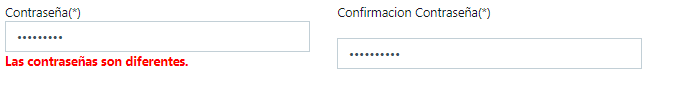 Contraseña(*)
•••••••••
Las contraseñas son diferentes.
Confirmacion Contraseña(*)
••••••••••